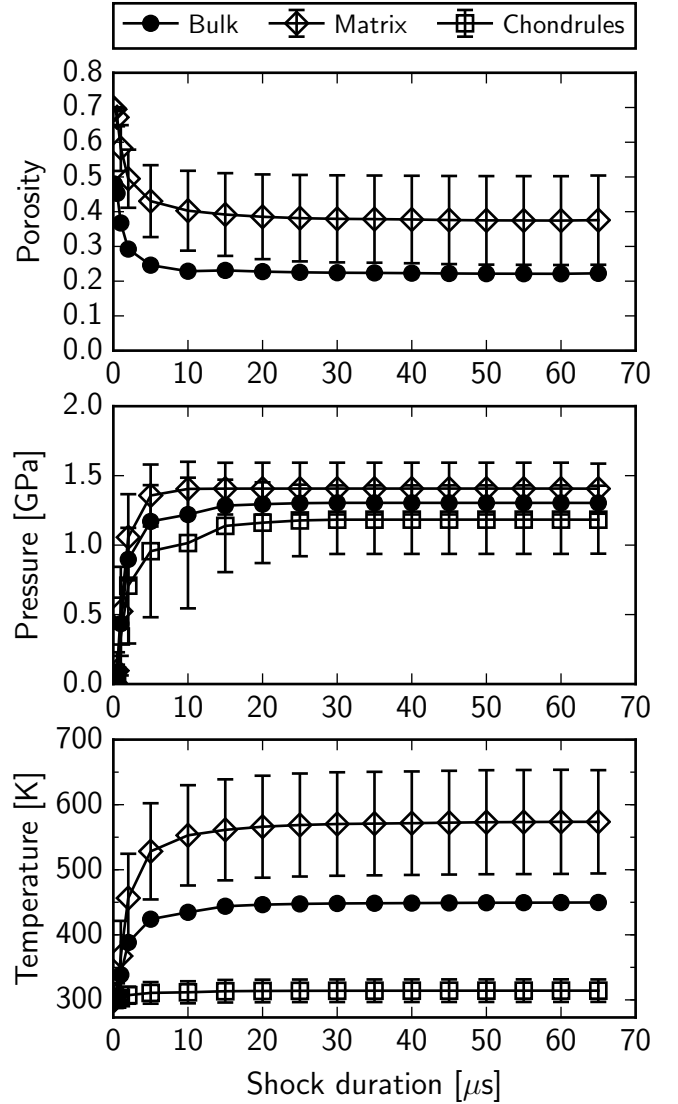 Bulk Matrix Chondrules
0.8
0.7
0.6
0.5
0.4
0.3
0.2
0.1
0.0
Porosity
0 10 20 30 40 50 60 70
2.0
1.5
1.0
0.5
0.0
Pressure [GPa]
0 10 20 30 40 50 60 70
700
600
500
400
300
Temperature [K]
0 10 20 30 40 50 60 70
Shock duration [μs]